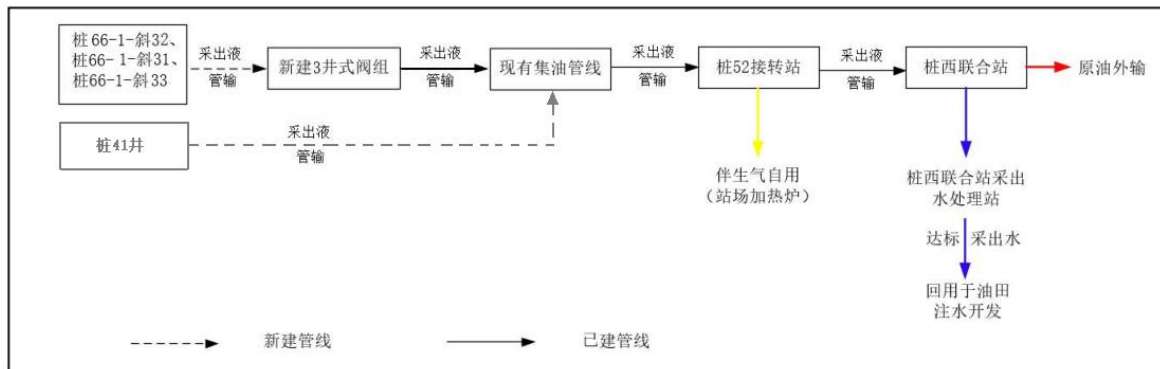 桩66-1-斜32、
桩66-1-斜31、
桩66-1-斜33
采出液
管输
新建3井式阀组
采出液
管输
现有集油管线
采出液
管输
桩52接转站
采出液
管输
桩西联合站
原油外输
桩41井
采出液
管输
伴生气自用
（站场加热炉）
桩西联合站采出
水处理站
达标 采出水
回用于油田
注水开发
新建管线
已建管线